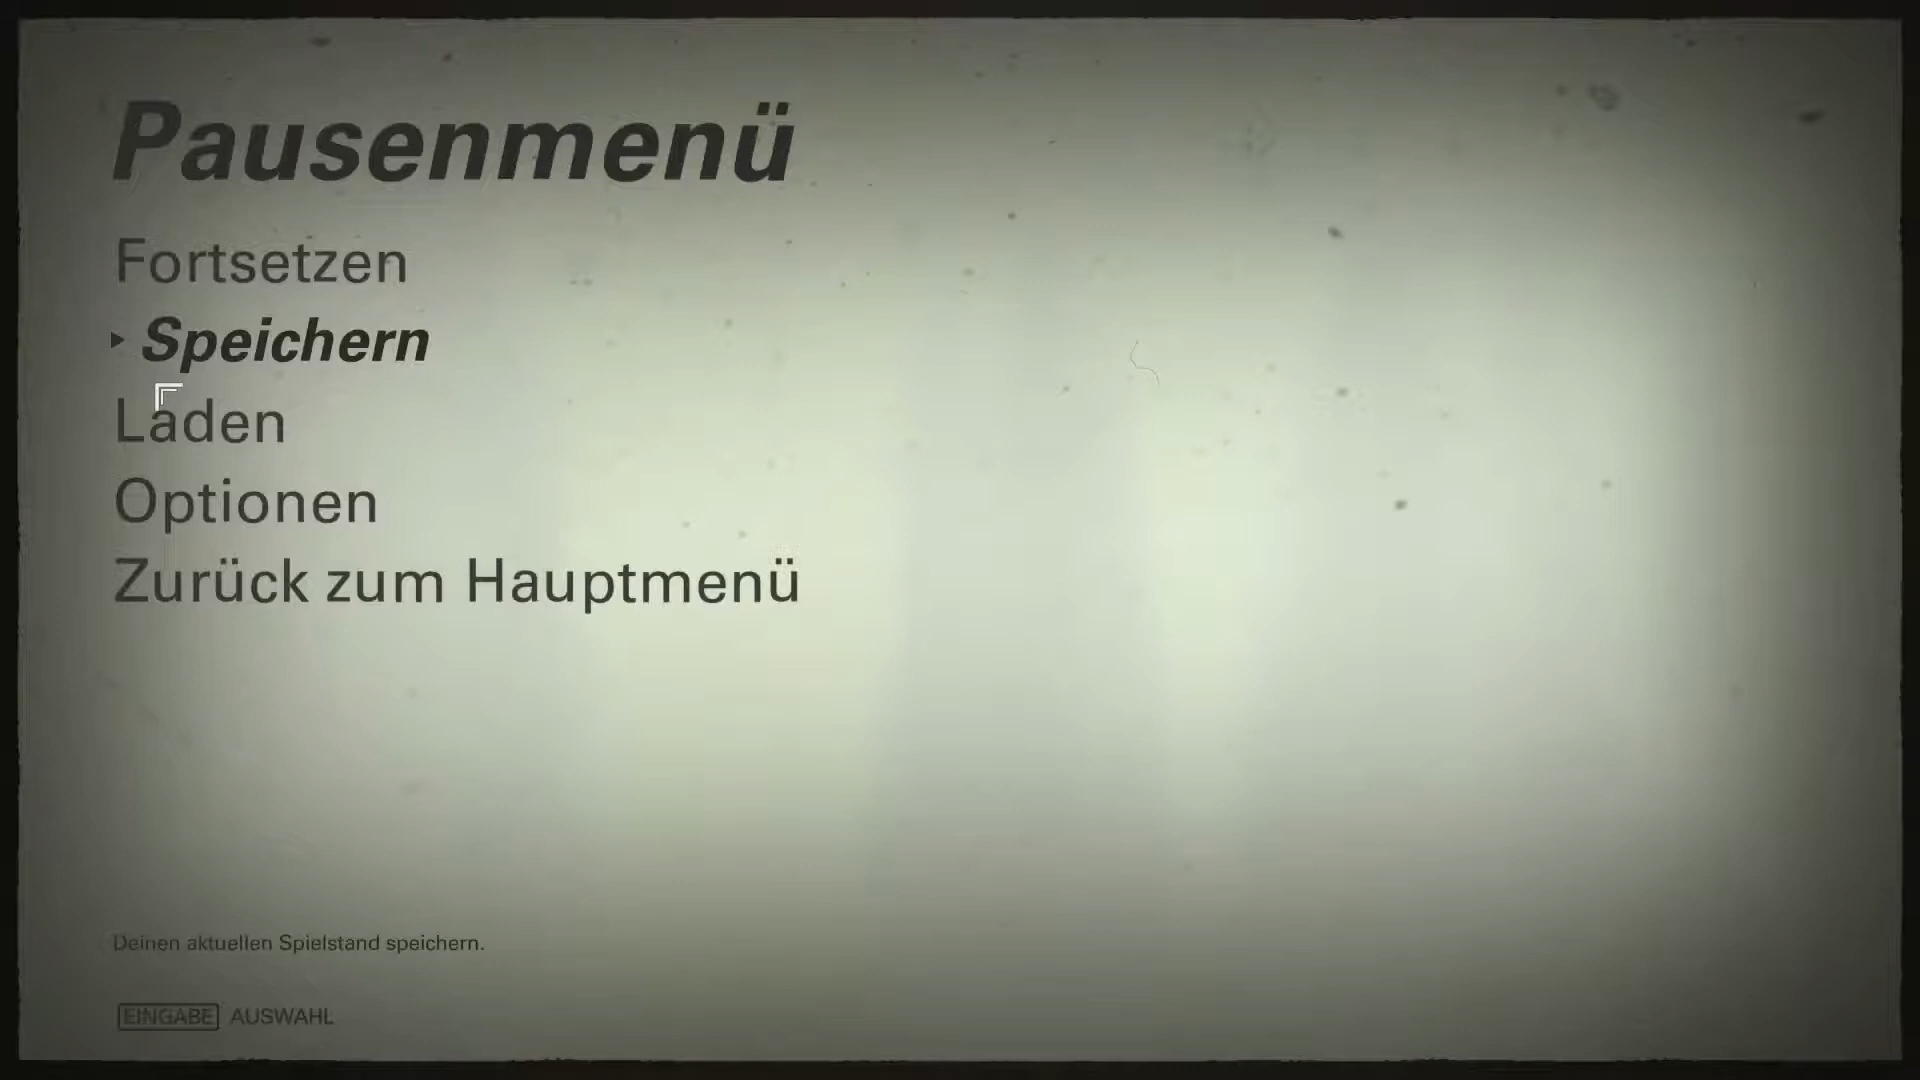 Pausenmenü
Fortsetzen
Speichern
Laden
Optionen
Zurück zum Hauptmenü
Deinen aktuellen Spielstand speichern.
EINGABE AUSWAHL